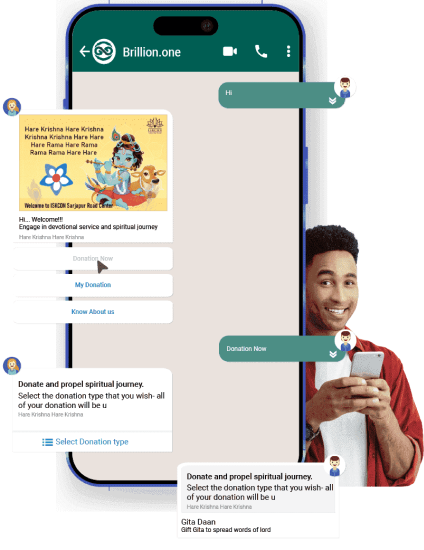 Brillion.one
Hi
Hare Krishna Hare Krishna
Krishna Krishna Hare Hare
Hare Rama Hare Rama
Rama Rama Hare Hare
Welcome to ISKCON Sarjapur Road Center
Hi... Welcome!!!
Engage in devotional service and spiritual journey
Hare Krishna Hare Krishna
Donation Now
My Donation
Know About us
Donation Now
Donate and propel spiritual journey.
Select the donation type that you wish- all
of your donation will be u
Hare Krishna Hare Krishna
Select Donation type
Donate and propel spiritual journey.
Select the donation type that you wish- all
of your donation will be u
Hare Krishna Hare Krishna
Gita Daan
Gift Gita to spread words of lord